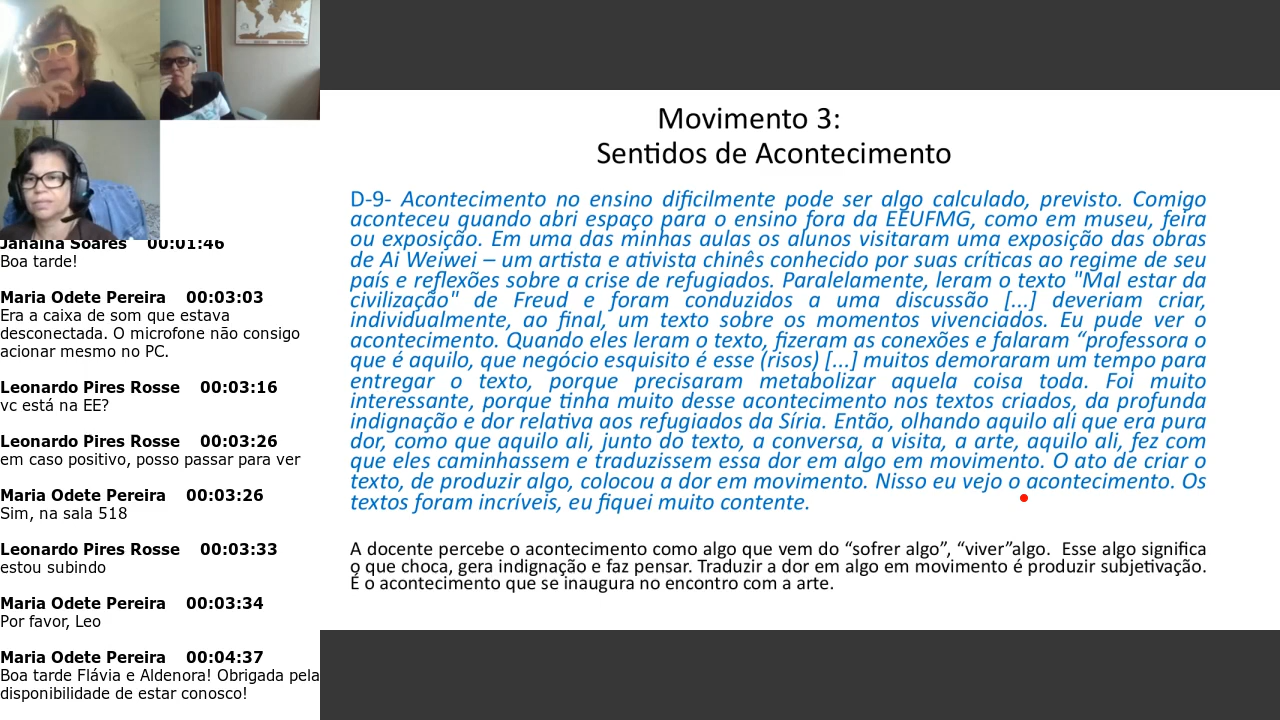 Janaina Soares 00:01:46
Boa tarde!
Maria Odete Pereira 00:03:03
Era a caixa de som que estava
desconectada. O microfone não consigo
acionar mesmo no PC.
Leonardo Pires Rosse 00:03:16
vc está na EE?
Leonardo Pires Rosse 00:03:26
em caso positivo, posso passar para ver
Maria Odete Pereira 00:03:26
Sim, na sala 518
Leonardo Pires Rosse 00:03:33
estou subindo
Maria Odete Pereira 00:03:34
Por favor, Leo
Maria Odete Pereira 00:04:37
Boa tarde Flávia e Aldenora! Obrigada pela
disponibilidade de estar conosco!
Movimento 3:
Sentidos de Acontecimento
D-9- Acontecimento no ensino dificilmente pode ser algo calculado, previsto. Comigo
aconteceu quando abri espaço para o ensino fora da EEUFMG, como em museu, feira
ou exposição. Em uma das minhas aulas os alunos visitaram uma exposição das obras
de Ai Weiwei – um artista e ativista chinês conhecido por suas críticas ao regime de seu
país e reflexões sobre a crise de refugiados. Paralelamente, leram o texto "Mal estar da
civilização" de Freud e foram conduzidos a uma discussão [...] deveriam criar,
individualmente, ao final, um texto sobre os momentos vivenciados. Eu pude ver o
acontecimento. Quando eles leram o texto, fizeram as conexões e falaram “professora o
que é aquilo, que negócio esquisito é esse (risos) [...] muitos demoraram um tempo para
entregar o texto, porque precisaram metabolizar aquela coisa toda. Foi muito
interessante, porque tinha muito desse acontecimento nos textos criados, da profunda
indignação e dor relativa aos refugiados da Síria. Então, olhando aquilo ali que era pura
dor, como que aquilo ali, junto do texto, a conversa, a visita, a arte, aquilo ali, fez com
que eles caminhassem e traduzissem essa dor em algo em movimento. O ato de criar o
texto, de produzir algo, colocou a dor em movimento. Nisso eu vejo o acontecimento. Os
textos foram incríveis, eu fiquei muito contente.
A docente percebe o acontecimento como algo que vem do “sofrer algo”, “viver”algo. Esse algo significa
o que choca, gera indignação e faz pensar. Traduzir a dor em algo em movimento é produzir subjetivação.
É o acontecimento que se inaugura no encontro com a arte.